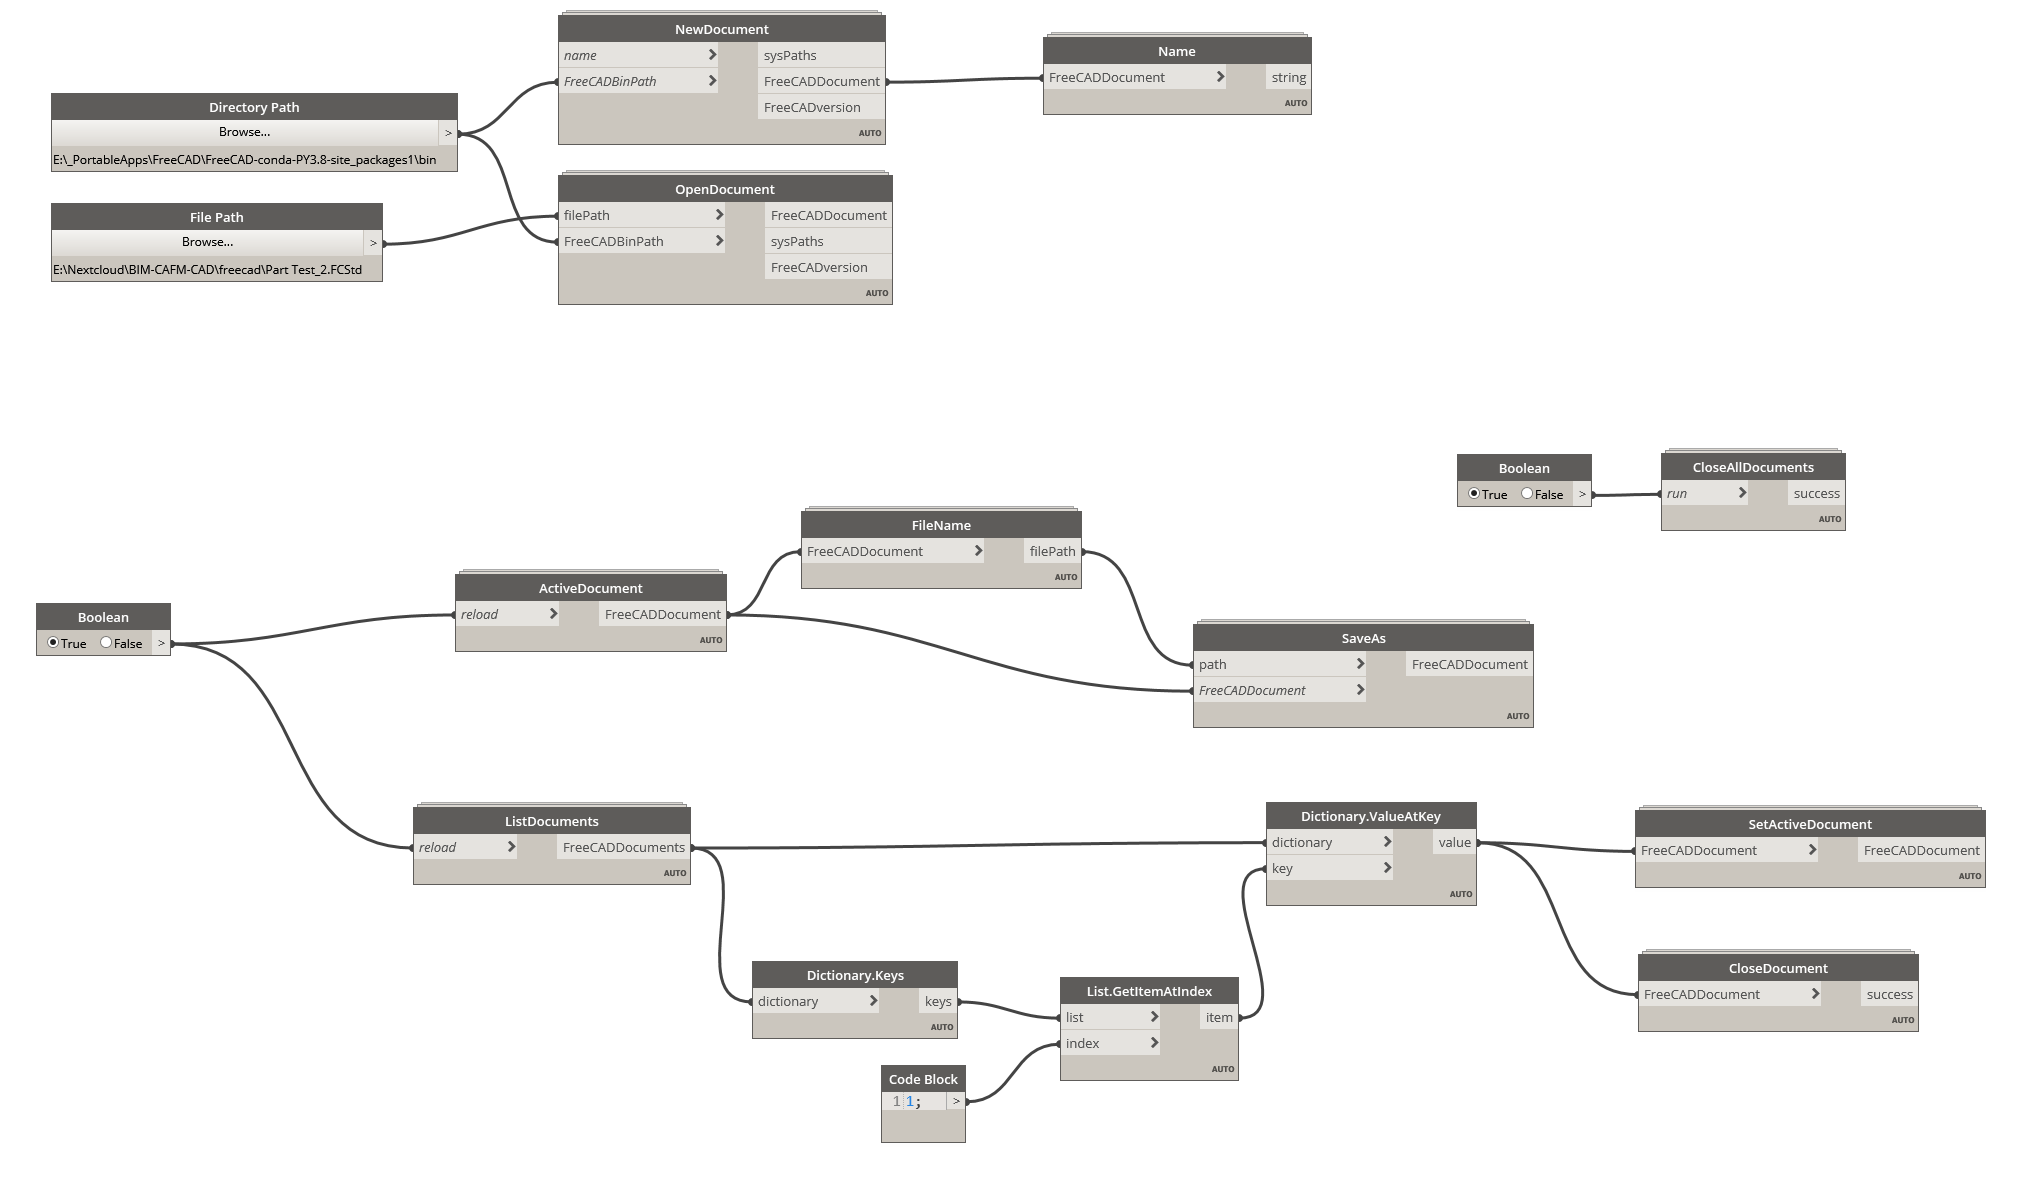 NewDocument
name
sysPaths
FreeCADBinPath
FreeCADDocument
FreeCADversion
AUTO
Name
FreeCADDocument
string
AUTO
Directory Path
Browse...
>
E:\_PortableApps\FreeCAD\FreeCAD-conda-PY3.8-site_packages1\bin
OpenDocument
filePath
FreeCADDocument
FreeCADBinPath
sysPaths
FreeCADversion
AUTO
File Path
Browse...
>
E:\Nextcloud\BIM-CAFM-CAD\freecad\Part Test_2.FCStd
Boolean
True False >
CloseAllDocuments
run
success
AUTO
FileName
FreeCADDocument
filePath
AUTO
ActiveDocument
reload
FreeCADDocument
AUTO
Boolean
True False >
SaveAs
path
FreeCADDocument
FreeCADDocument
AUTO
ListDocuments
reload
FreeCADDocuments
AUTO
Dictionary.ValueAtKey
dictionary
value
key
AUTO
SetActiveDocument
FreeCADDocument
FreeCADDocument
AUTO
CloseDocument
FreeCADDocument
success
AUTO
Dictionary.Keys
dictionary
keys
AUTO
List.GetItemAtIndex
list
item
index
AUTO
Code Block
1 1; >